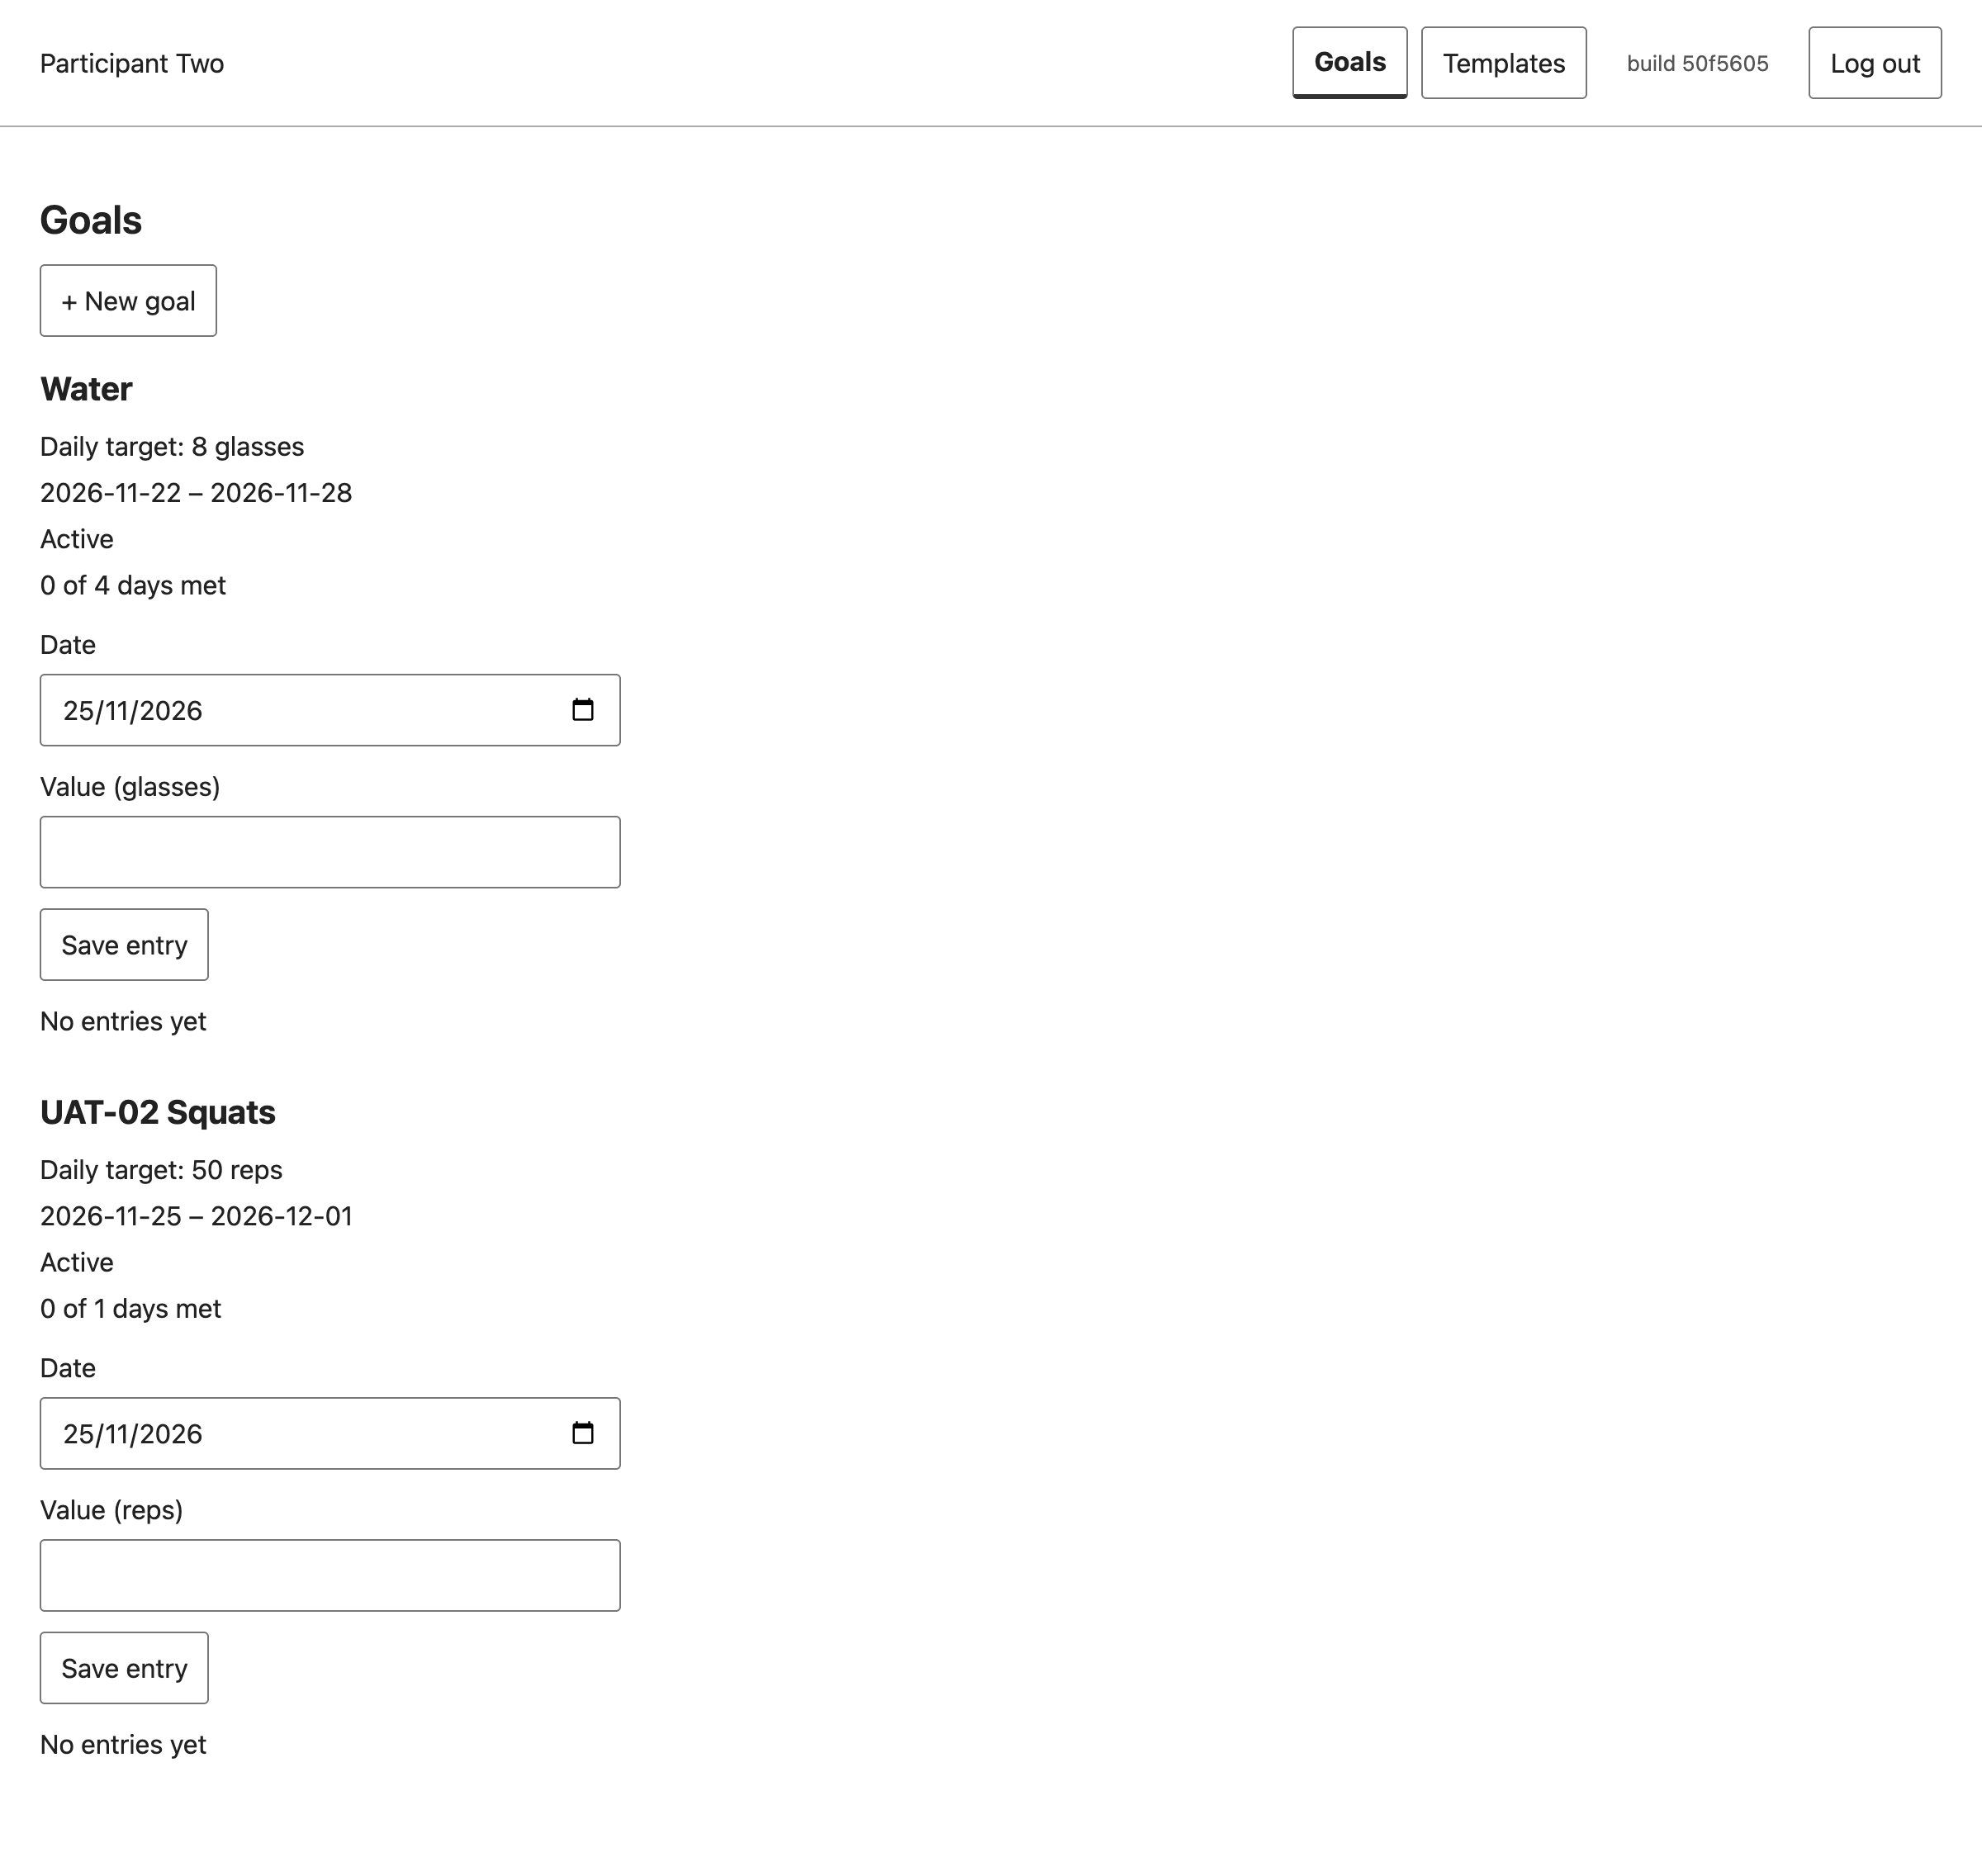 Participant Two
Goals
Templates
build 50f5605
Log out
Goals
+ New goal
Water
Daily target: 8 glasses
2026-11-22 – 2026-11-28
Active
0 of 4 days met
Date
25/11/2026
Value (glasses)
Save entry
No entries yet
UAT-02 Squats
Daily target: 50 reps
2026-11-25 – 2026-12-01
Active
0 of 1 days met
Date
25/11/2026
Value (reps)
Save entry
No entries yet